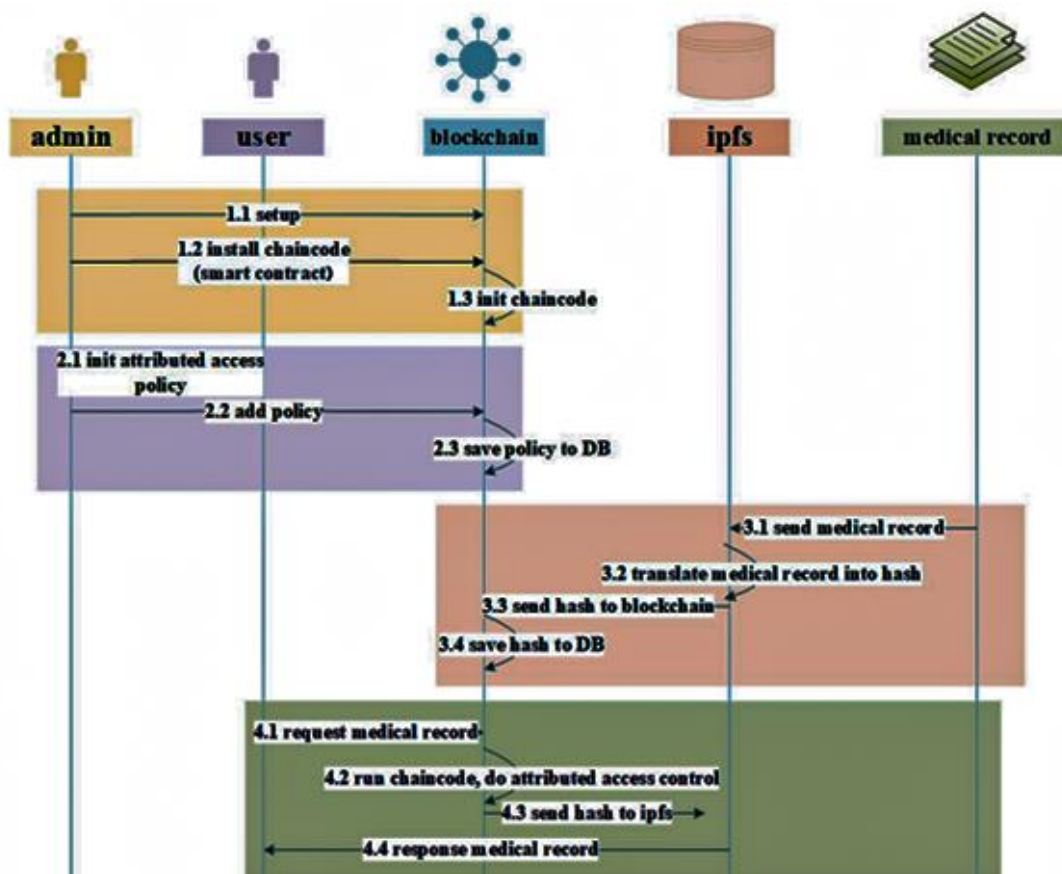 admin
user
blockchain
ipfs
medical record
1.1 setup
1.2 install chaincode
(smart contract)
1.3 init chaincode
2.1 init attributed access
policy
2.2 add policy
2.3 save policy to DB
3.1 send medical record
3.2 translate medical record into hash
3.3 send hash to blockchain
3.4 save hash to DB
4.1 request medical record
4.2 run chaincode, do attributed access control
4.3 send hash to ipfs
4.4 response medical record